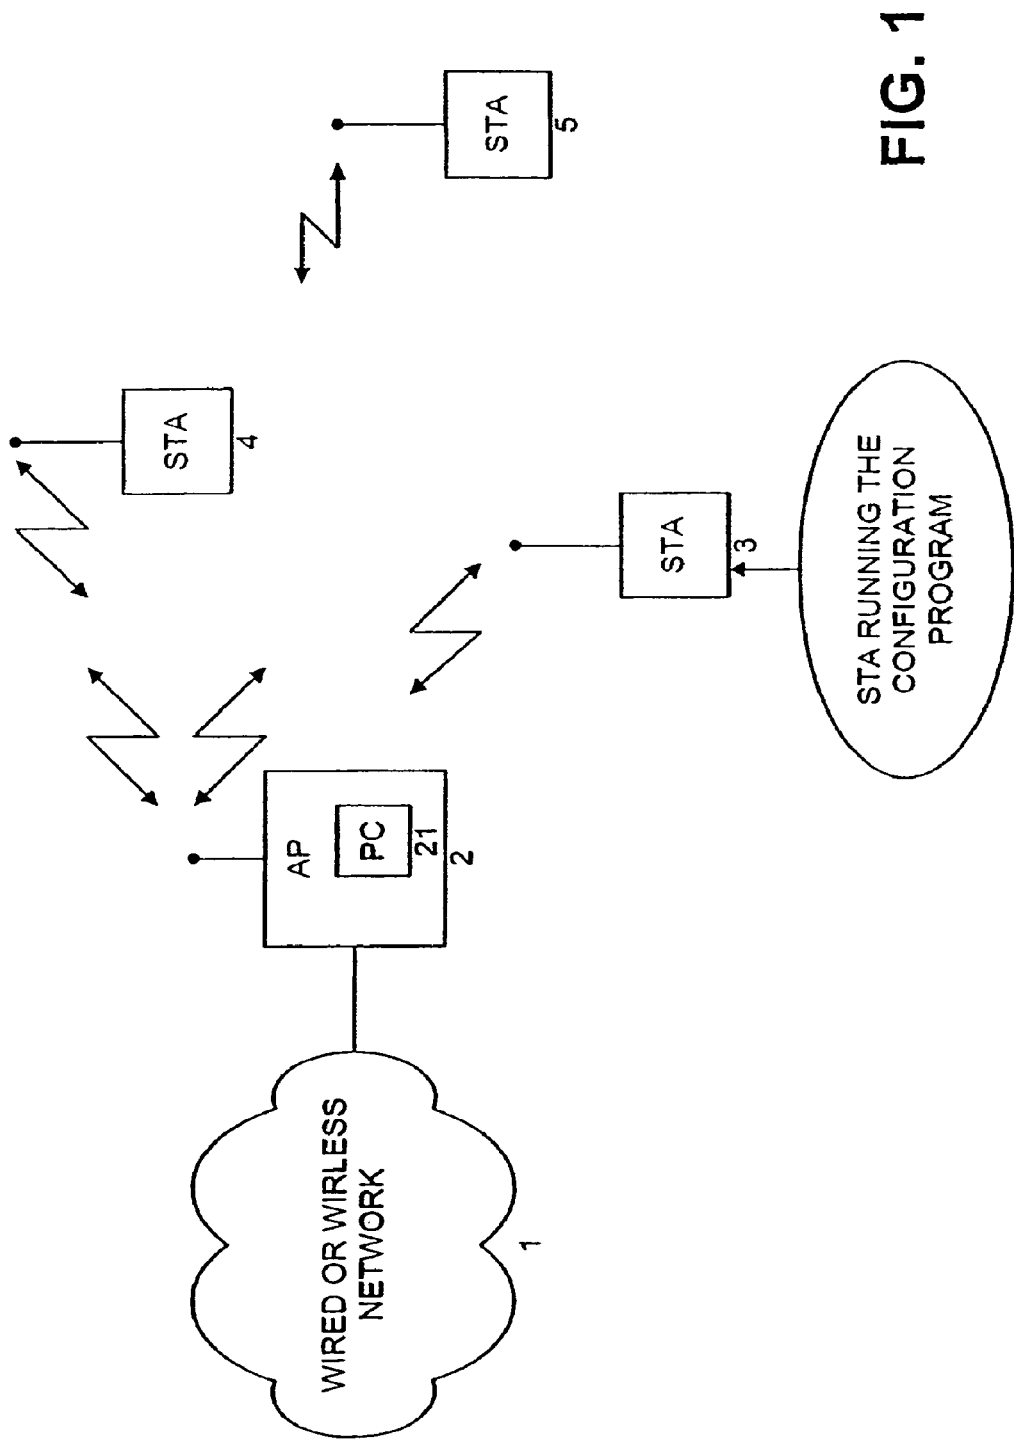 WIRED OR WIRLESS
NETWORK
1
AP
PC
21
2
STA
4
STA
3
STA RUNNING THE
CONFIGURATION
PROGRAM
STA
5
FIG. 1